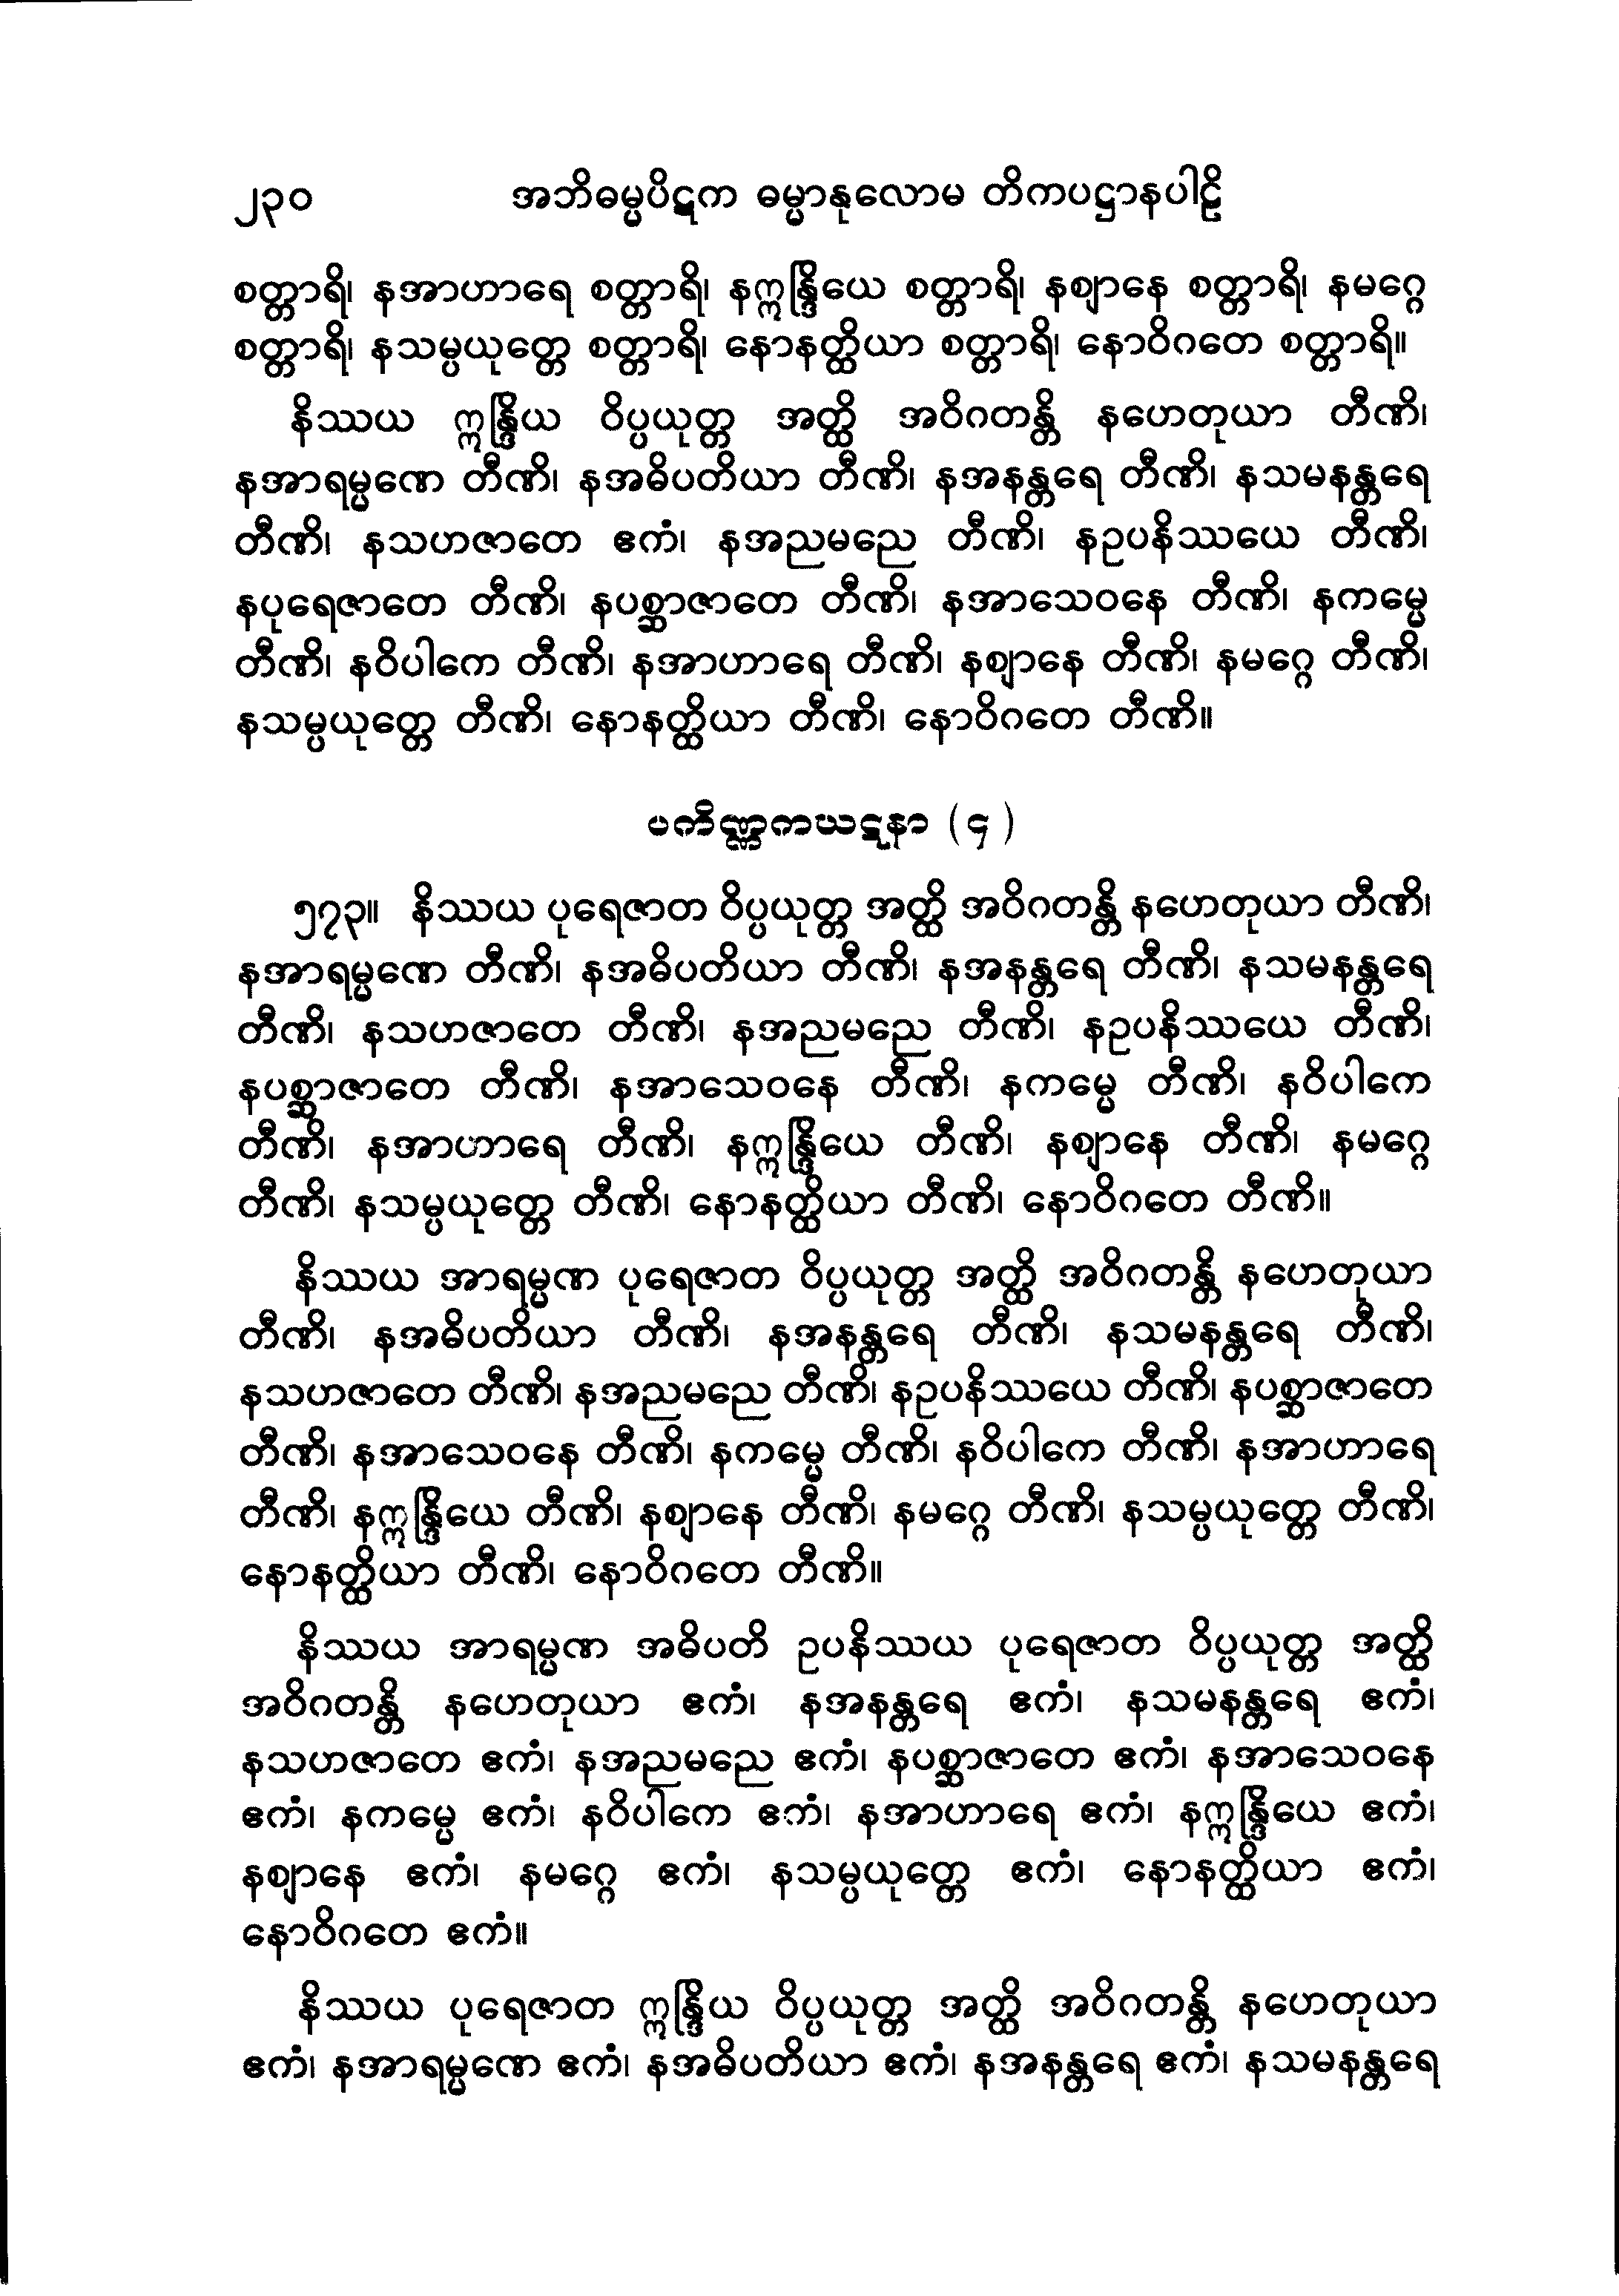 ၂၃၀ အဘိဓမ္မပိဋက ဓမ္မာနုလောမ တိကပဋ္ဌာနပါဠိ
စတ္တာရိ၊ နအာဟာရေ စတ္တာရိ၊ နဣန္ဒြိယေ စတ္တာရိ၊ နဈာနေ စတ္တာရိ၊ နမဂ္ဂေ
စတ္တာရိ၊ နသမ္ပယုတ္တေ စတ္တာရိ၊ နောနတ္ထိယာ စတ္တာရိ၊ နောဝိဂတေ စတ္တာရိ။
နိဿယ ဣန္ဒြိယ ဝိပ္ပယုတ္တ အတ္ထိ အဝိဂတန္တိ နဟေတုယာ တီဏိ၊
နအာရမ္မဏေ တီဏိ၊ နအဓိပတိယာ တီဏိ၊ နအနန္တရေ တီဏိ၊ နသမနန္တရေ
တီဏိ၊ နသဟဇာတေ ဧကံ၊ နအညမညေ တီဏိ၊ နဥပနိဿယေ တီဏိ၊
နပုရေဇာတေ တီဏိ၊ နပစ္ဆာဇာတေ တီဏိ၊ နအာသေဝနေ တီဏိ၊ နကမ္မေ
တီဏိ၊ နဝိပါကေ တီဏိ၊ နအာဟာရေ တီဏိ၊ နဈာနေ တီဏိ၊ နမဂ္ဂေ တီဏိ၊
နသမ္ပယုတ္တေ တီဏိ၊ နောနတ္ထိယာ တီဏိ၊ နောဝိဂတေ တီဏိ။
ပကိဏ္ဏကဃဋနာ (၄)
၅၇၃။ နိဿယ ပုရေဇာတ ဝိပ္ပယုတ္တ အတ္ထိ အဝိဂတန္တိ နဟေတုယာ တီဏိ၊
နအာရမ္မဏေ တီဏိ၊ နအဓိပတိယာ တီဏိ၊ နအနန္တရေ တီဏိ၊ နသမနန္တရေ
တီဏိ၊ နသဟဇာတေ တီဏိ၊ နအညမညေ တီဏိ၊ နဥပနိဿယေ တီဏိ၊
နပစ္ဆာဇာတေ တီဏိ၊ နအာသေဝနေ တီဏိ၊ နကမ္မေ တီဏိ၊ နဝိပါကေ
တီဏိ၊ နအာဟာရေ တီဏိ၊ နဣန္ဒြိယေ တီဏိ၊ နဈာနေ တီဏိ၊ နမဂ္ဂေ
တီဏိ၊ နသမ္ပယုတ္တေ တီဏိ၊ နောနတ္ထိယာ တီဏိ၊ နောဝိဂတေ တီဏိ။
နိဿယ အာရမ္မဏ ပုရေဇာတ ဝိပ္ပယုတ္တ အတ္ထိ အဝိဂတန္တိ နဟေတုယာ
တီဏိ၊ နအဓိပတိယာ တီဏိ၊ နအနန္တရေ တီဏိ၊ နသမနန္တရေ တီဏိ၊
နသဟဇာတေ တီဏိ၊ နအညမညေ တီဏိ၊ နဥပနိဿယေ တီဏိ၊ နပစ္ဆာဇာတေ
တီဏိ၊ နအာသေဝနေ တီဏိ၊ နကမ္မေ တီဏိ၊ နဝိပါကေ တီဏိ၊ နအာဟာရေ
တီဏိ၊ နဣန္ဒြိယေ တီဏိ၊ နဈာနေ တီဏိ၊ နမဂ္ဂေ တီဏိ၊ နသမ္ပယုတ္တေ တီဏိ၊
နောနတ္ထိယာ တီဏိ၊ နောဝိဂတေ တီဏိ။
နိဿယ အာရမ္မဏ အဓိပတိ ဥပနိဿယ ပုရေဇာတ ဝိပ္ပယုတ္တ အတ္ထိ
အဝိဂတန္တိ နဟေတုယာ ဧကံ၊ နအနန္တရေ ဧကံ၊ နသမနန္တရေ ဧကံ၊
နသဟဇာတေ ဧကံ၊ နအညမညေ ဧကံ၊ နပစ္ဆာဇာတေ ဧကံ၊ နအာသေဝနေ
ဧကံ၊ နကမ္မေ ဧကံ၊ နဝိပါကေ ဧကံ၊ နအာဟာရေ ဧကံ၊ နဣန္ဒြိယေ ဧကံ၊
နဈာနေ ဧကံ၊ နမဂ္ဂေ ဧကံ၊ နသမ္ပယုတ္တေ ဧကံ၊ နောနတ္ထိယာ ဧကံ၊
နောဝိဂတေ ဧကံ။
နိဿယ ပုရေဇာတ ဣန္ဒြိယ ဝိပ္ပယုတ္တ အတ္ထိ အဝိဂတန္တိ နဟေတုယာ
ဧကံ၊ နအာရမ္မဏေ ဧကံ၊ နအဓိပတိယာ ဧကံ၊ နအနန္တရေ ဧကံ၊ နသမနန္တရေ